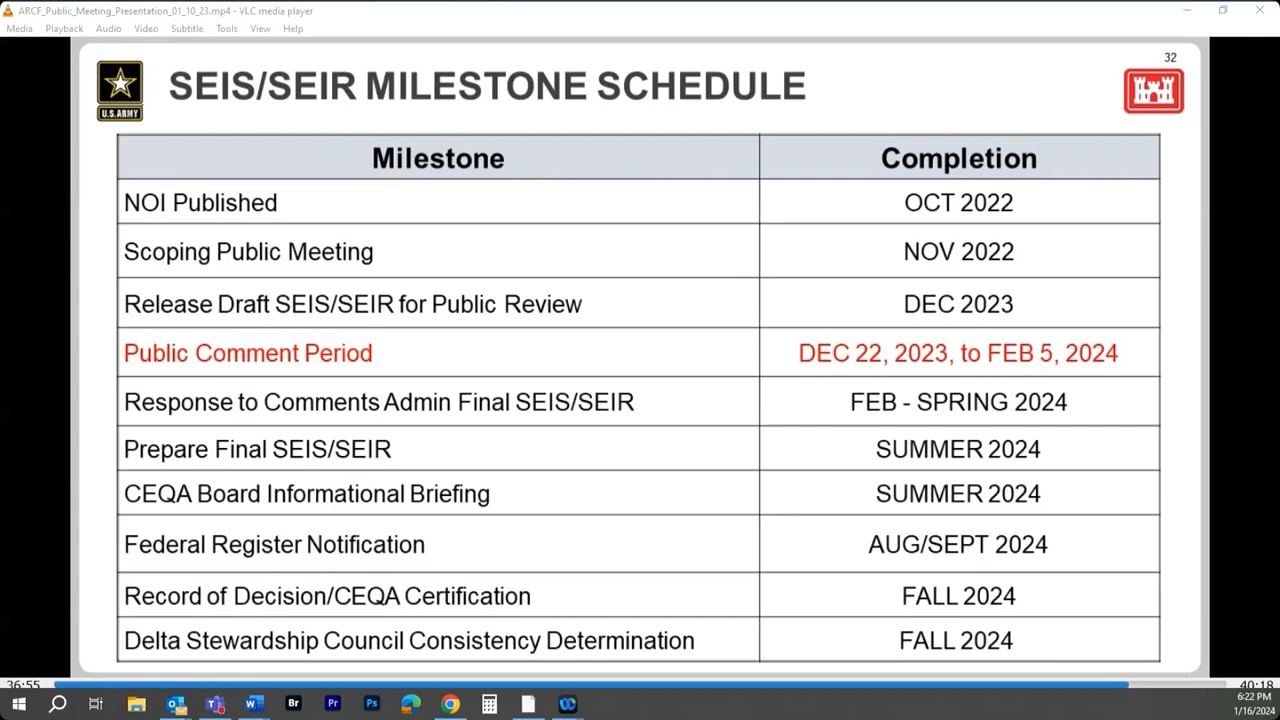 ARCF_Public_Meeting_Presentation_01_10_23.mp4 - VLC media player
Media Playback Audio Video Subtitle Tools View Help
32
U.S.ARMY
SEIS/SEIR MILESTONE SCHEDULE
Milestone Completion
NOI Published OCT 2022
Scoping Public Meeting NOV 2022
Release Draft SEIS/SEIR for Public Review DEC 2023
Public Comment Period DEC 22, 2023, to FEB 5, 2024
Response to Comments Admin Final SEIS/SEIR FEB - SPRING 2024
Prepare Final SEIS/SEIR SUMMER 2024
CEQA Board Informational Briefing SUMMER 2024
Federal Register Notification AUG/SEPT 2024
Record of Decision/CEQA Certification FALL 2024
Delta Stewardship Council Consistency Determination FALL 2024
36:55 40:18
Br Pr Ps
6:22 PM
1/16/2024